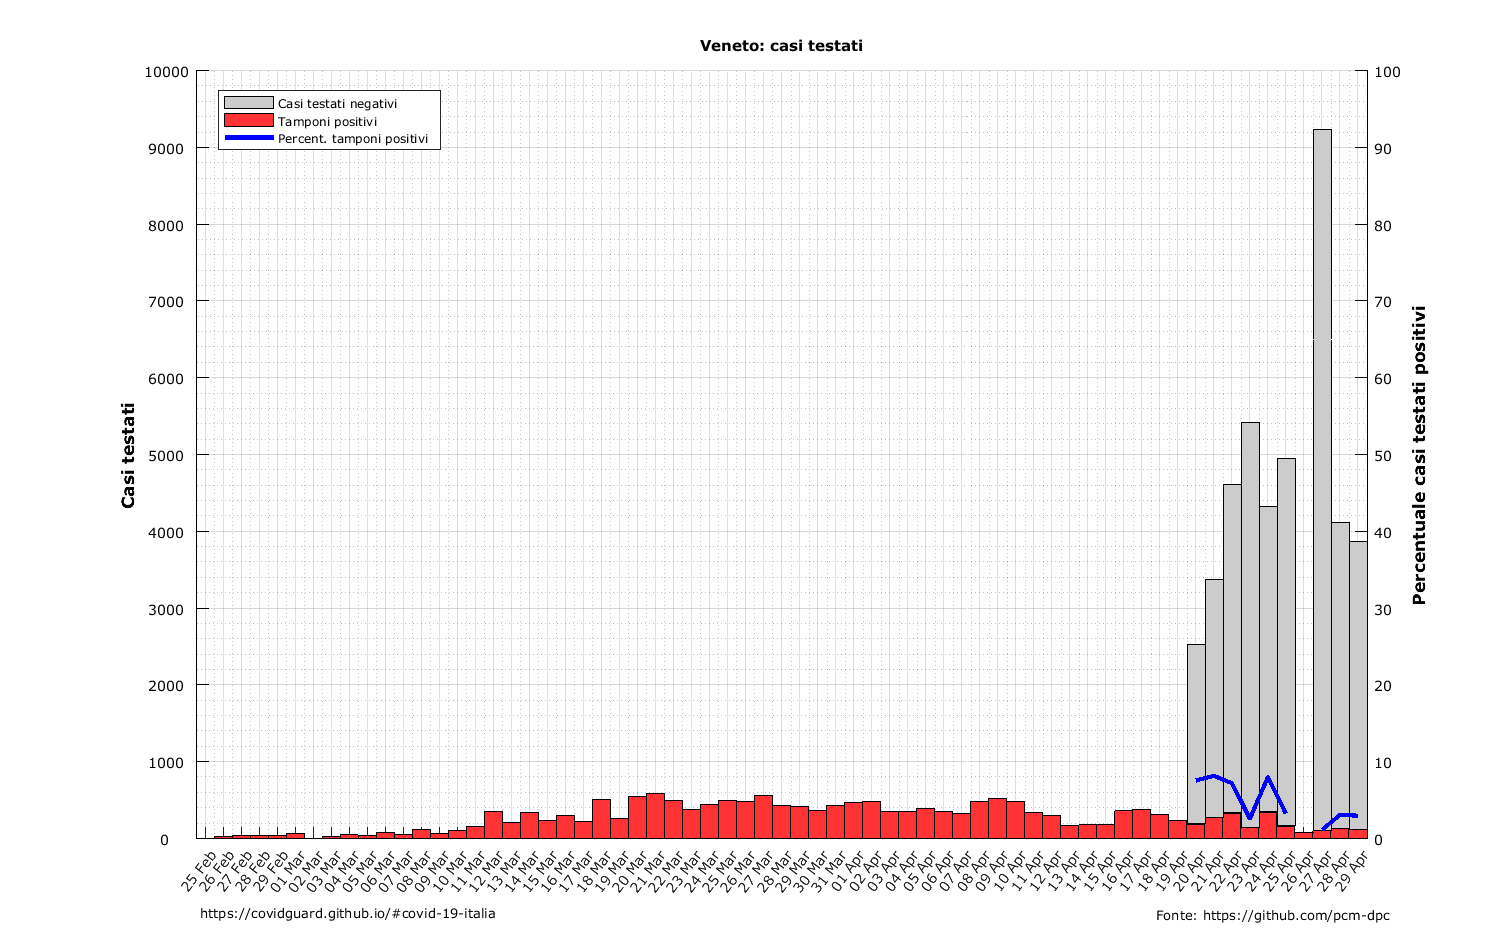 Veneto: casi testati
Casi testati negativi
Tamponi positivi
Percent. tamponi positivi
10000
9000
8000
7000
6000
5000
4000
3000
2000
1000
0
Casi testati
100
90
80
70
60
50
40
30
20
10
0
Percentuale casi testati positivi
25 Feb
26 Feb
27 Feb
28 Feb
29 Feb
01 Mar
02 Mar
03 Mar
04 Mar
05 Mar
06 Mar
07 Mar
08 Mar
09 Mar
10 Mar
11 Mar
12 Mar
13 Mar
14 Mar
15 Mar
16 Mar
17 Mar
18 Mar
19 Mar
20 Mar
21 Mar
22 Mar
23 Mar
24 Mar
25 Mar
26 Mar
27 Mar
28 Mar
29 Mar
30 Mar
31 Mar
01 Apr
02 Apr
03 Apr
04 Apr
05 Apr
06 Apr
07 Apr
08 Apr
09 Apr
10 Apr
11 Apr
12 Apr
13 Apr
14 Apr
15 Apr
16 Apr
17 Apr
18 Apr
19 Apr
20 Apr
21 Apr
22 Apr
23 Apr
24 Apr
25 Apr
26 Apr
27 Apr
28 Apr
29 Apr
https://covidguard.github.io/#covid-19-italia
Fonte: https://github.com/pcm-dpc